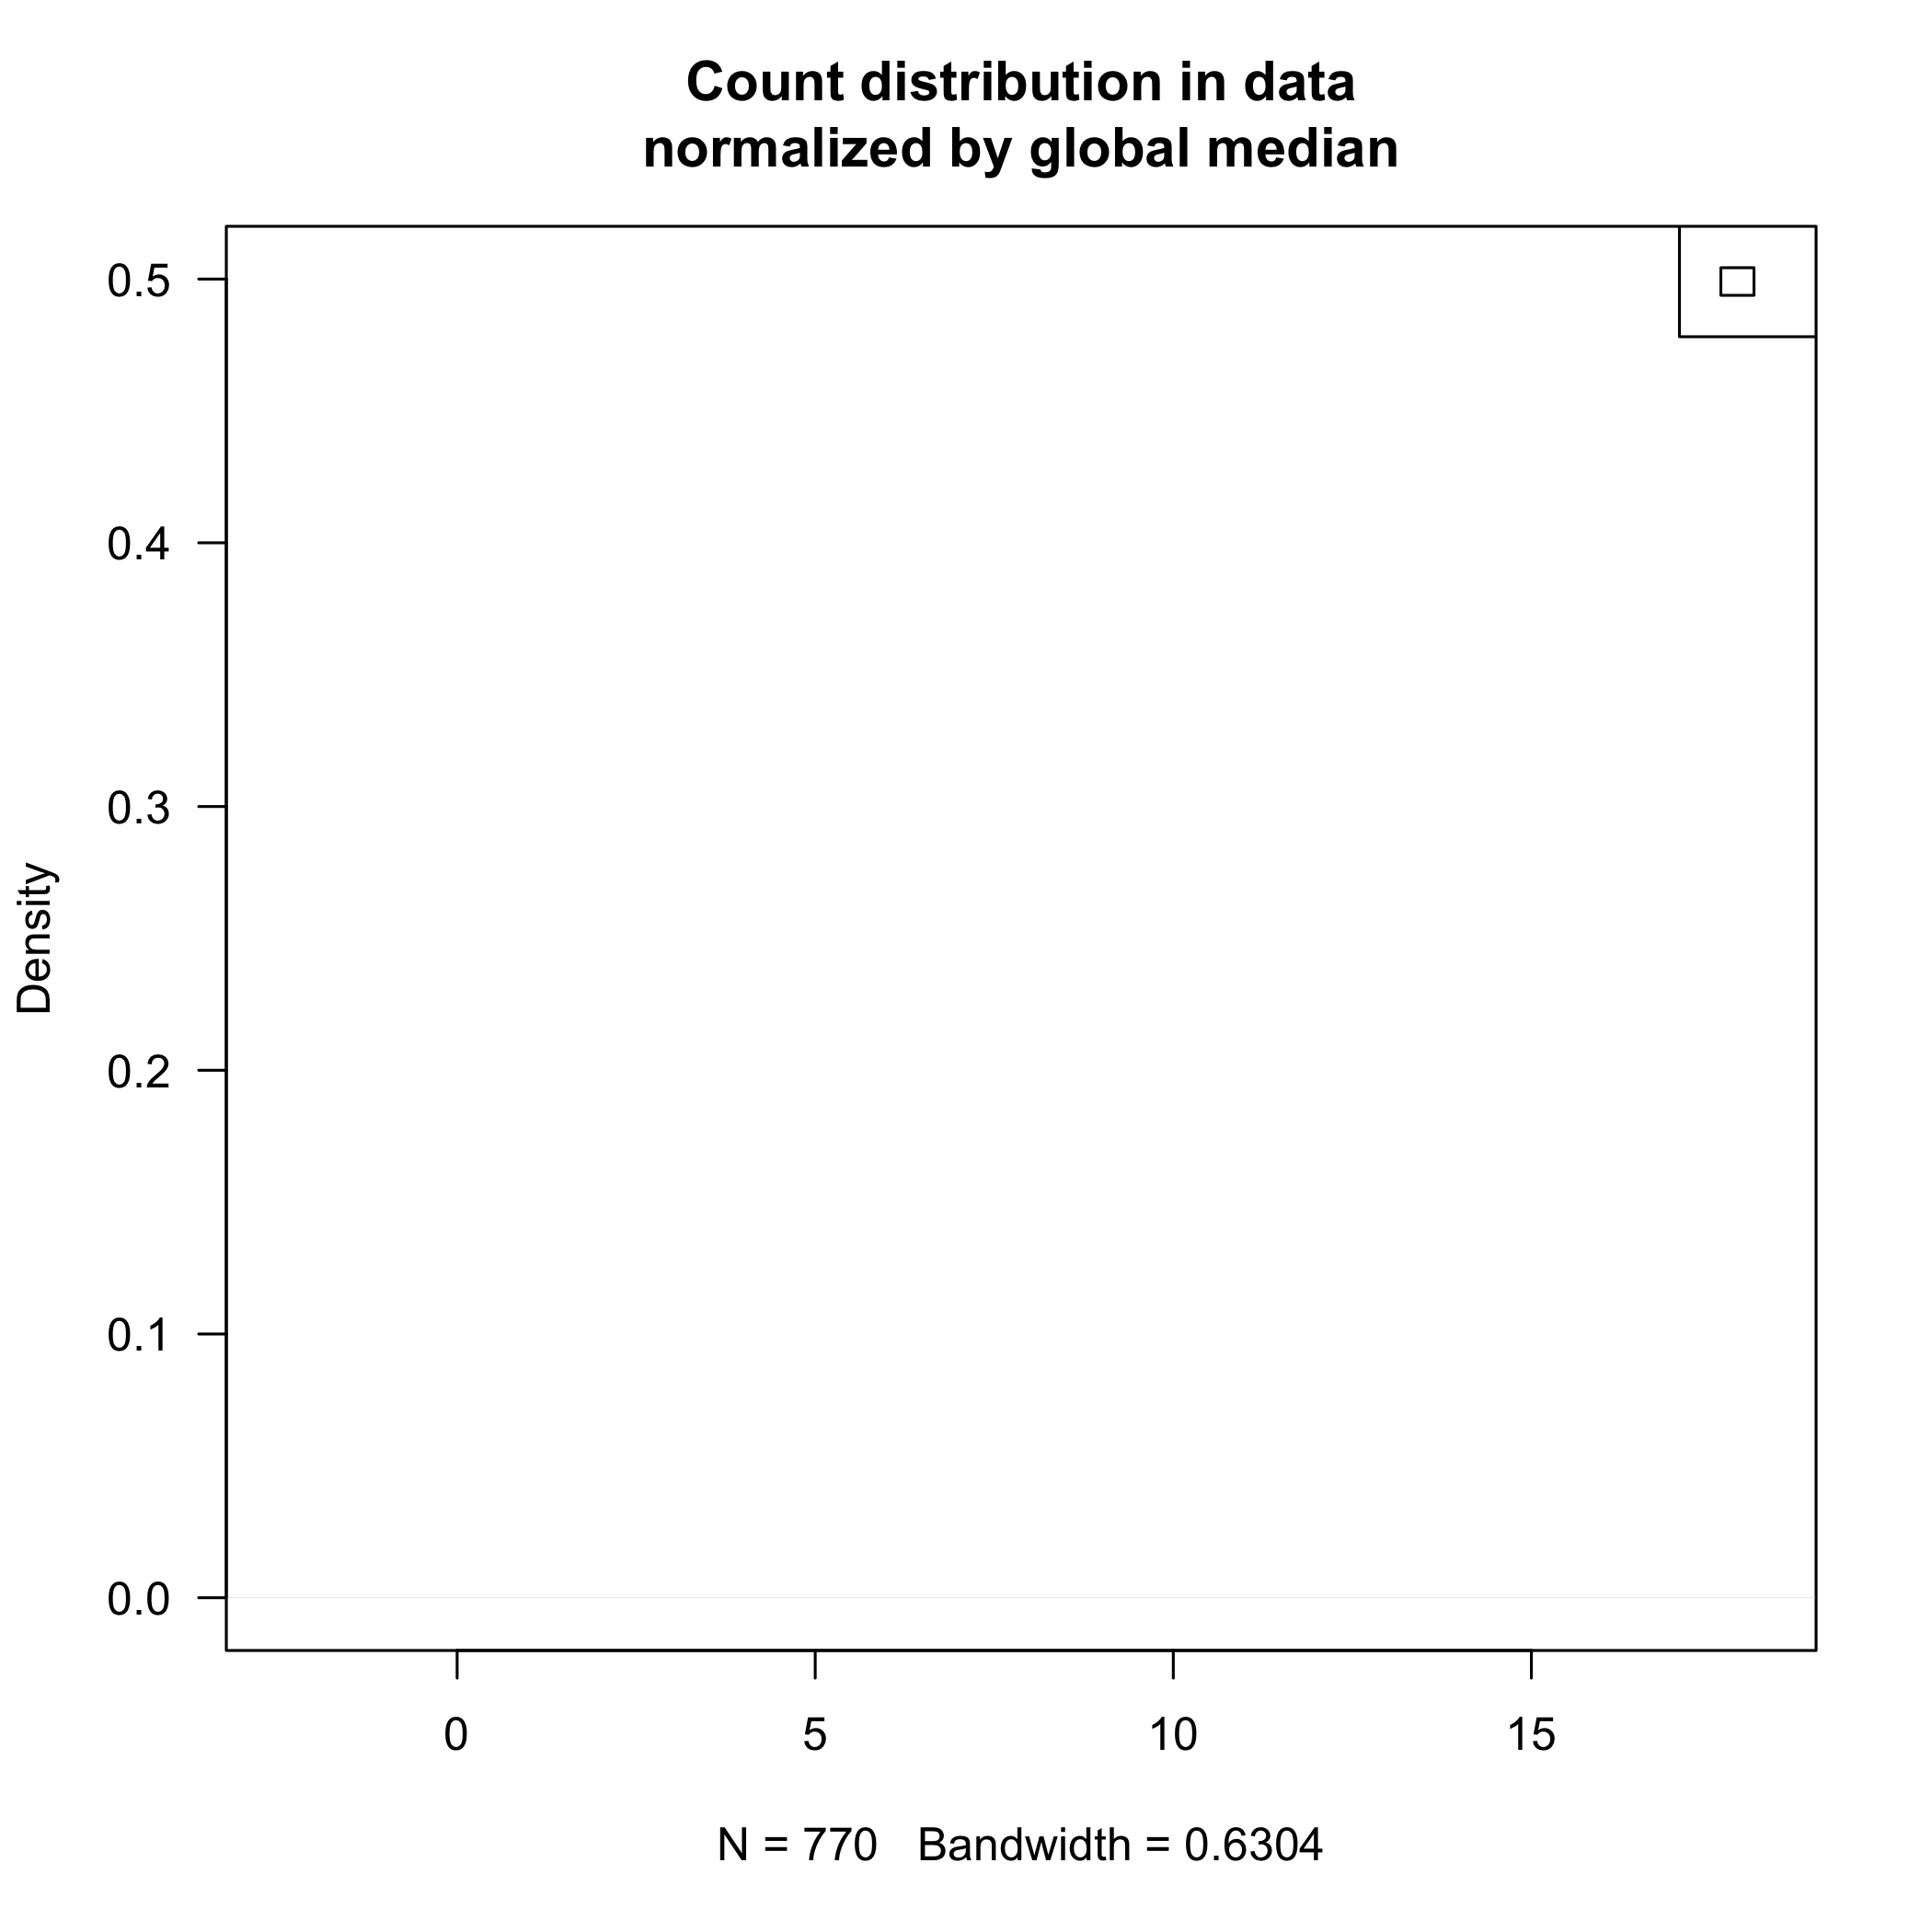 Count distribution in data
normalized by global median
0.5
0.4
0.3
0.2
0.1
0.0
Density
0 5 10 15
N = 770 Bandwidth = 0.6304